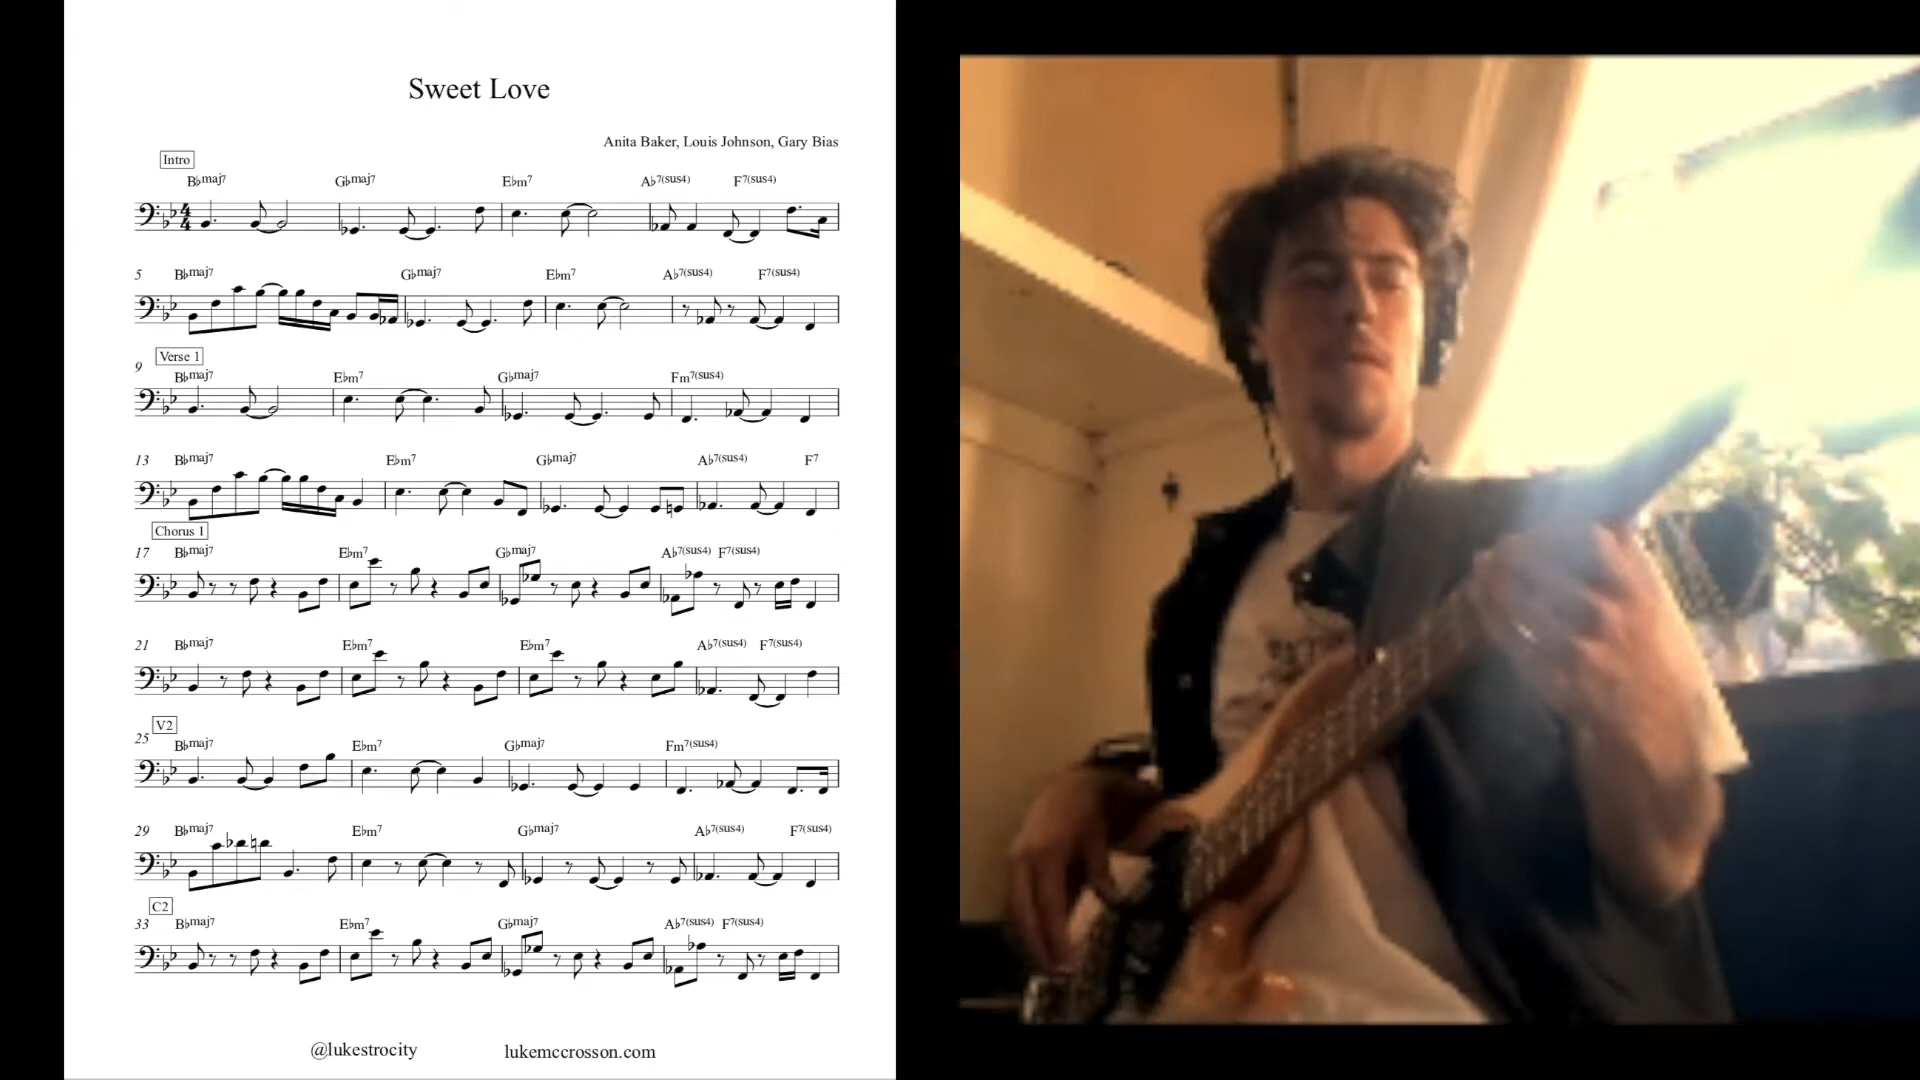 Sweet Love
Anita Baker, Louis Johnson, Gary Bias
Intro
B♭maj7 G♭maj7 E♭m7 A♭7(sus4) F7(sus4)
5 B♭maj7 G♭maj7 E♭m7 A♭7(sus4) F7(sus4)
Verse 1
9 B♭maj7 E♭m7 G♭maj7 Fm7(sus4)
13 B♭maj7 E♭m7 G♭maj7 A♭7(sus4) F7
Chorus 1
17 B♭maj7 E♭m7 G♭maj7 A♭7(sus4) F7(sus4)
21 B♭maj7 E♭m7 E♭m7 A♭7(sus4) F7(sus4)
V2
25 B♭maj7 E♭m7 G♭maj7 Fm7(sus4)
29 B♭maj7 E♭m7 G♭maj7 A♭7(sus4) F7(sus4)
C2
33 B♭maj7 E♭m7 G♭maj7 A♭7(sus4) F7(sus4)
@lukestrocity lukemccrosson.com